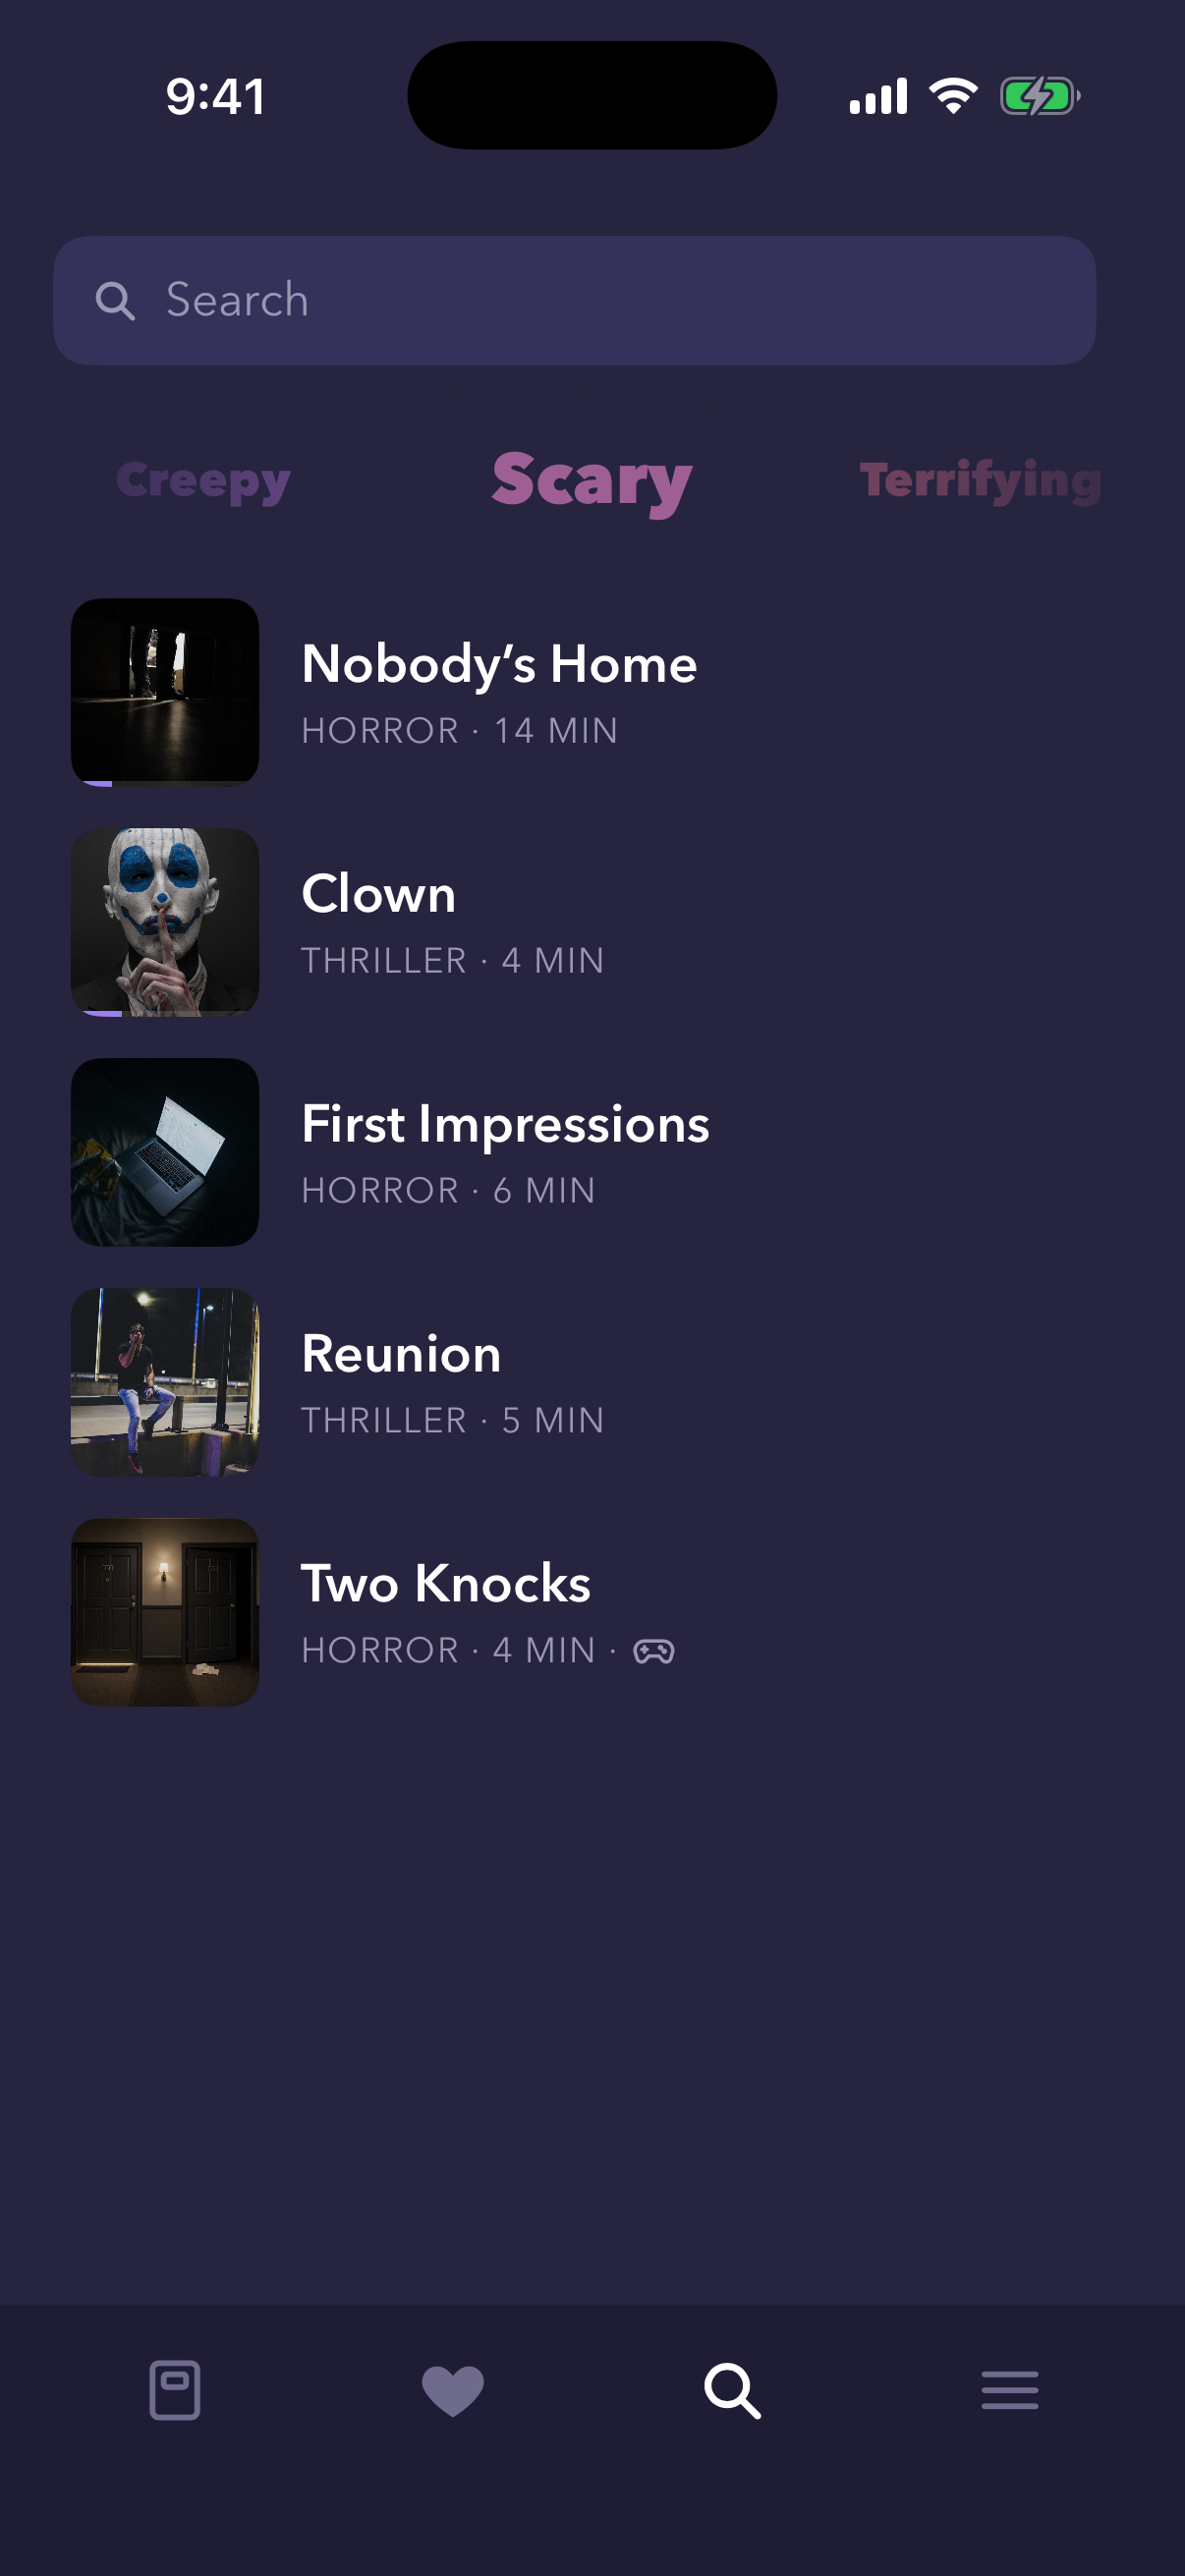 9:41
Search
Creepy Scary Terrifying
Nobody’s Home
HORROR · 14 MIN
Clown
THRILLER · 4 MIN
First Impressions
HORROR · 6 MIN
Reunion
THRILLER · 5 MIN
Two Knocks
HORROR · 4 MIN ·